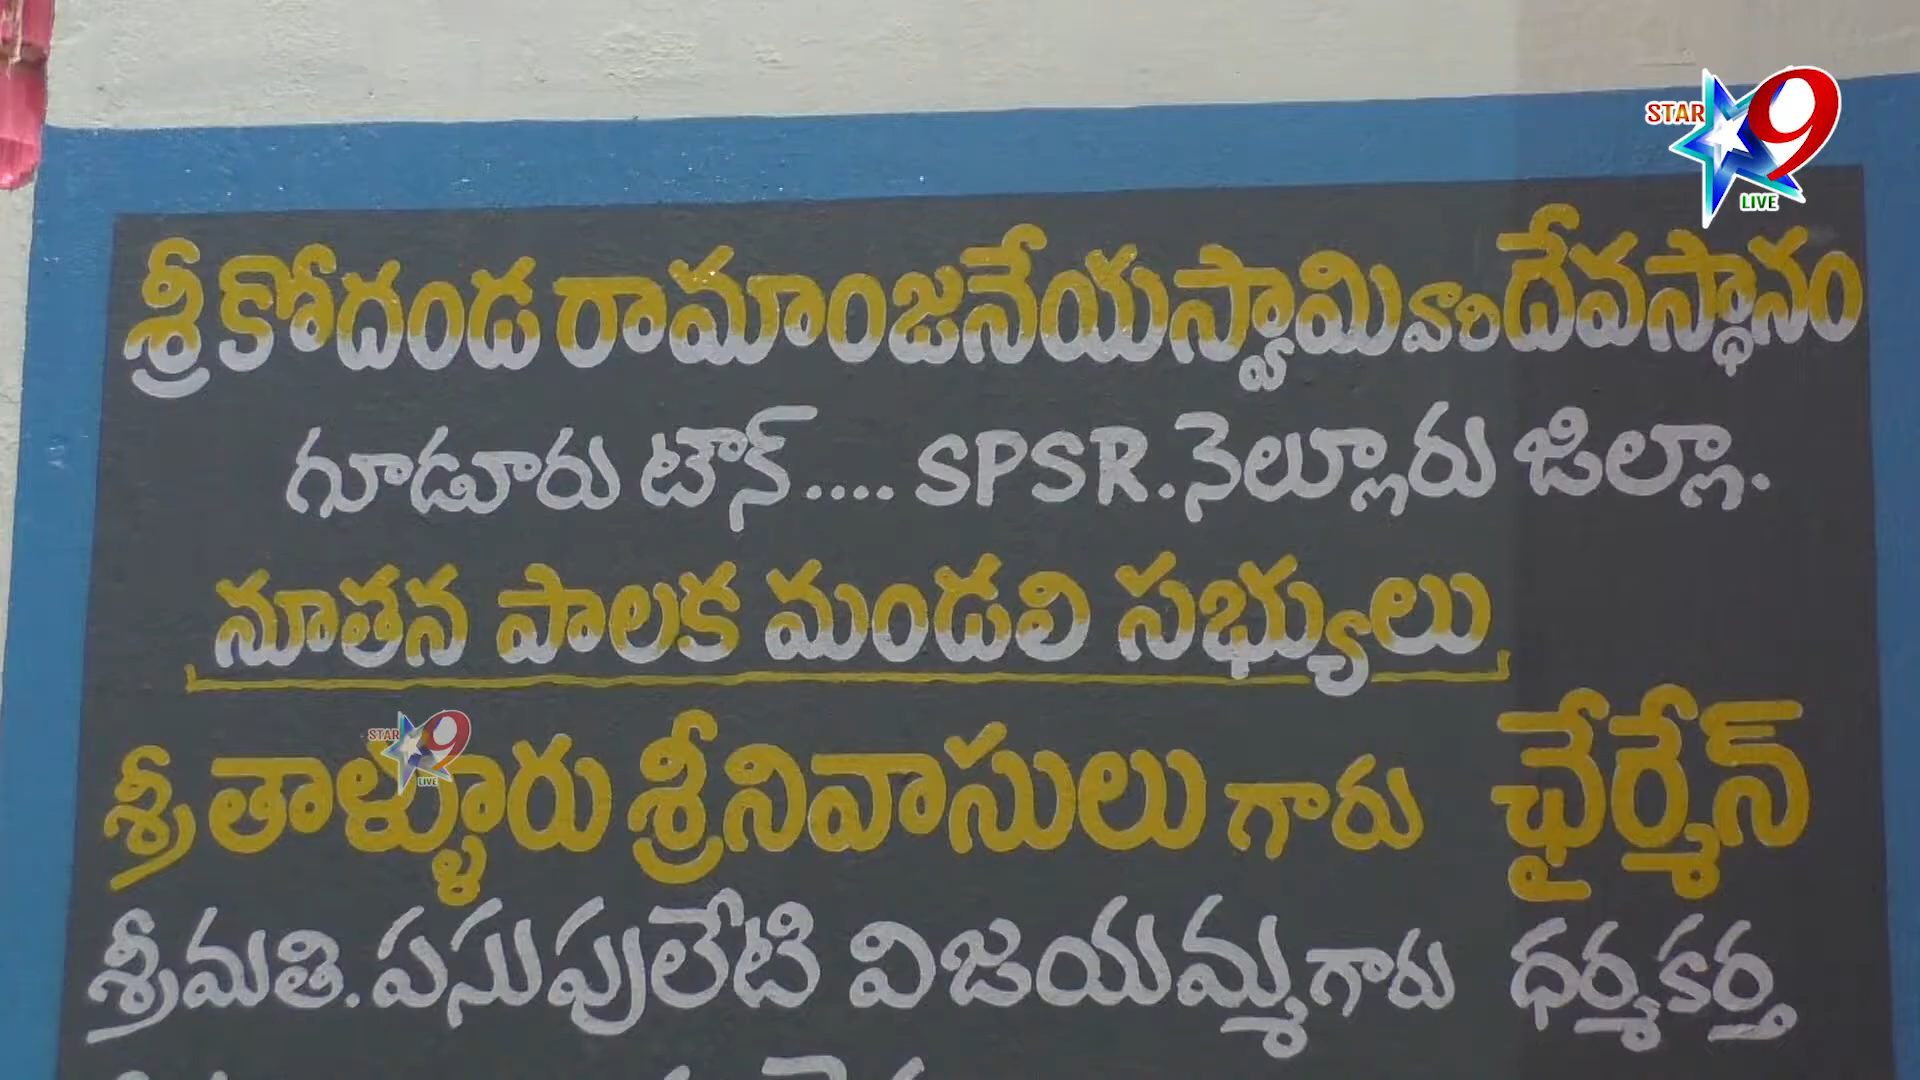 STAR 9 LIVE
శ్రీ కోదండ రామాంజనేయస్వామి వారి దేవస్థానం
గూడూరు టౌన్.... SPSR. నెల్లూరు జిల్లా.
నూతన పాలక మండలి సభ్యులు
STAR 9 LIVE
శ్రీ తాళ్ళూరు శ్రీనివాసులు గారు ఛైర్మేన్
శ్రీమతి. పసుపులేటి విజయమ్మ గారు ధర్మకర్త